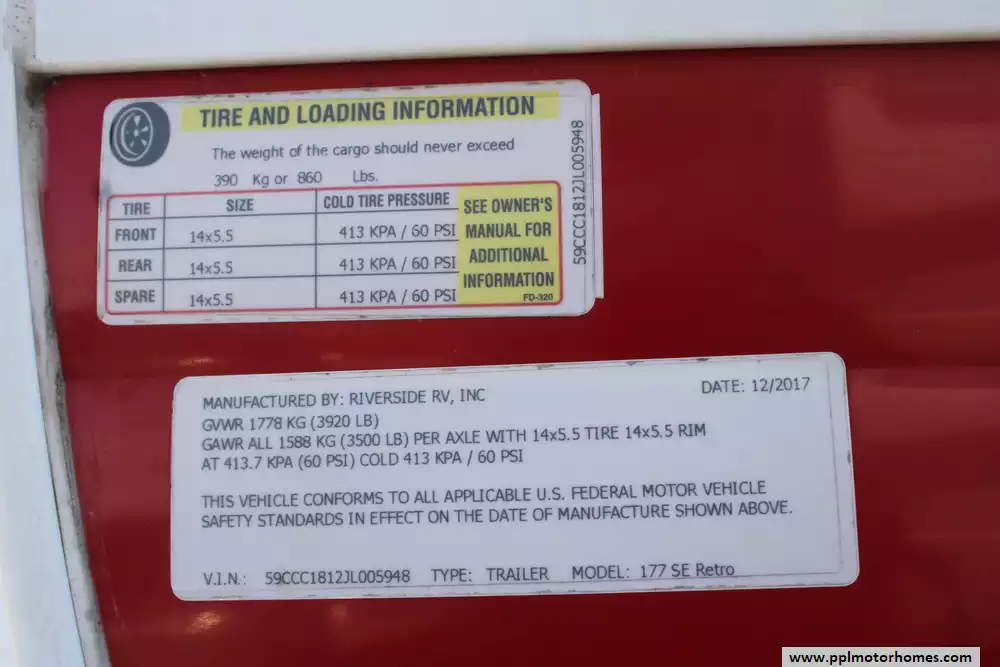 TIRE AND LOADING INFORMATION
The weight of the cargo should never exceed
390 Kg or 860 Lbs.
TIRE SIZE COLD TIRE PRESSURE
FRONT 14x5.5 413 KPA / 60 PSI
REAR 14x5.5 413 KPA / 60 PSI
SPARE 14x5.5 413 KPA / 60 PSI
SEE OWNER'S
MANUAL FOR
ADDITIONAL
INFORMATION
FD-320
59CCC1812JL005948
MANUFACTURED BY: RIVERSIDE RV, INC DATE: 12/2017
GVWR 1778 KG (3920 LB)
GAWR ALL 1588 KG (3500 LB) PER AXLE WITH 14x5.5 TIRE 14x5.5 RIM
AT 413.7 KPA (60 PSI) COLD 413 KPA / 60 PSI
THIS VEHICLE CONFORMS TO ALL APPLICABLE U.S. FEDERAL MOTOR VEHICLE
SAFETY STANDARDS IN EFFECT ON THE DATE OF MANUFACTURE SHOWN ABOVE.
V.I.N.: 59CCC1812JL005948 TYPE: TRAILER MODEL: 177 SE Retro
www.pplmotorhomes.com